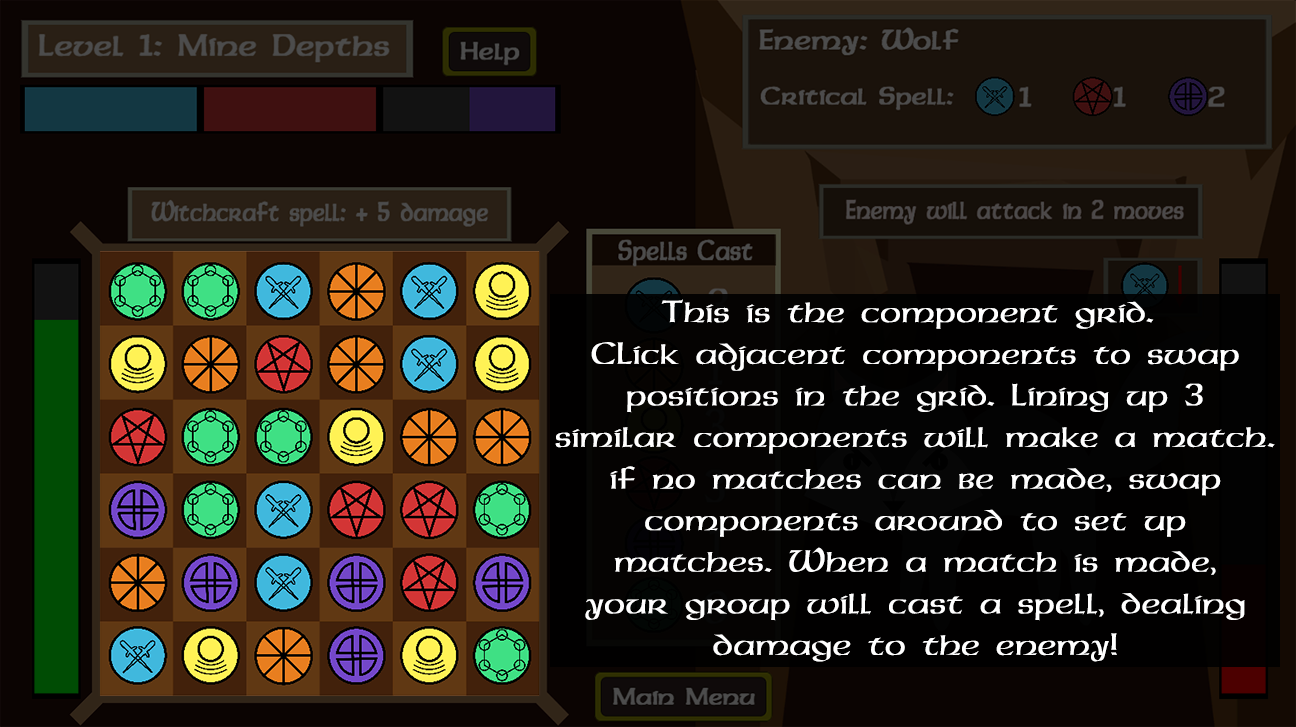 Level 1: Mine Depths
Help
Enemy: Wolf
Critical Spell: 1 1 2
Witchcraft spell: + 5 damage
Enemy will attack in 2 moves
Spells Cast
This is the component grid.
Click adjacent components to swap
positions in the grid. Lining up 3
similar components will make a match.
if no matches can be made, swap
components around to set up
matches. When a match is made,
your group will cast a spell, dealing
damage to the enemy!
Main Menu